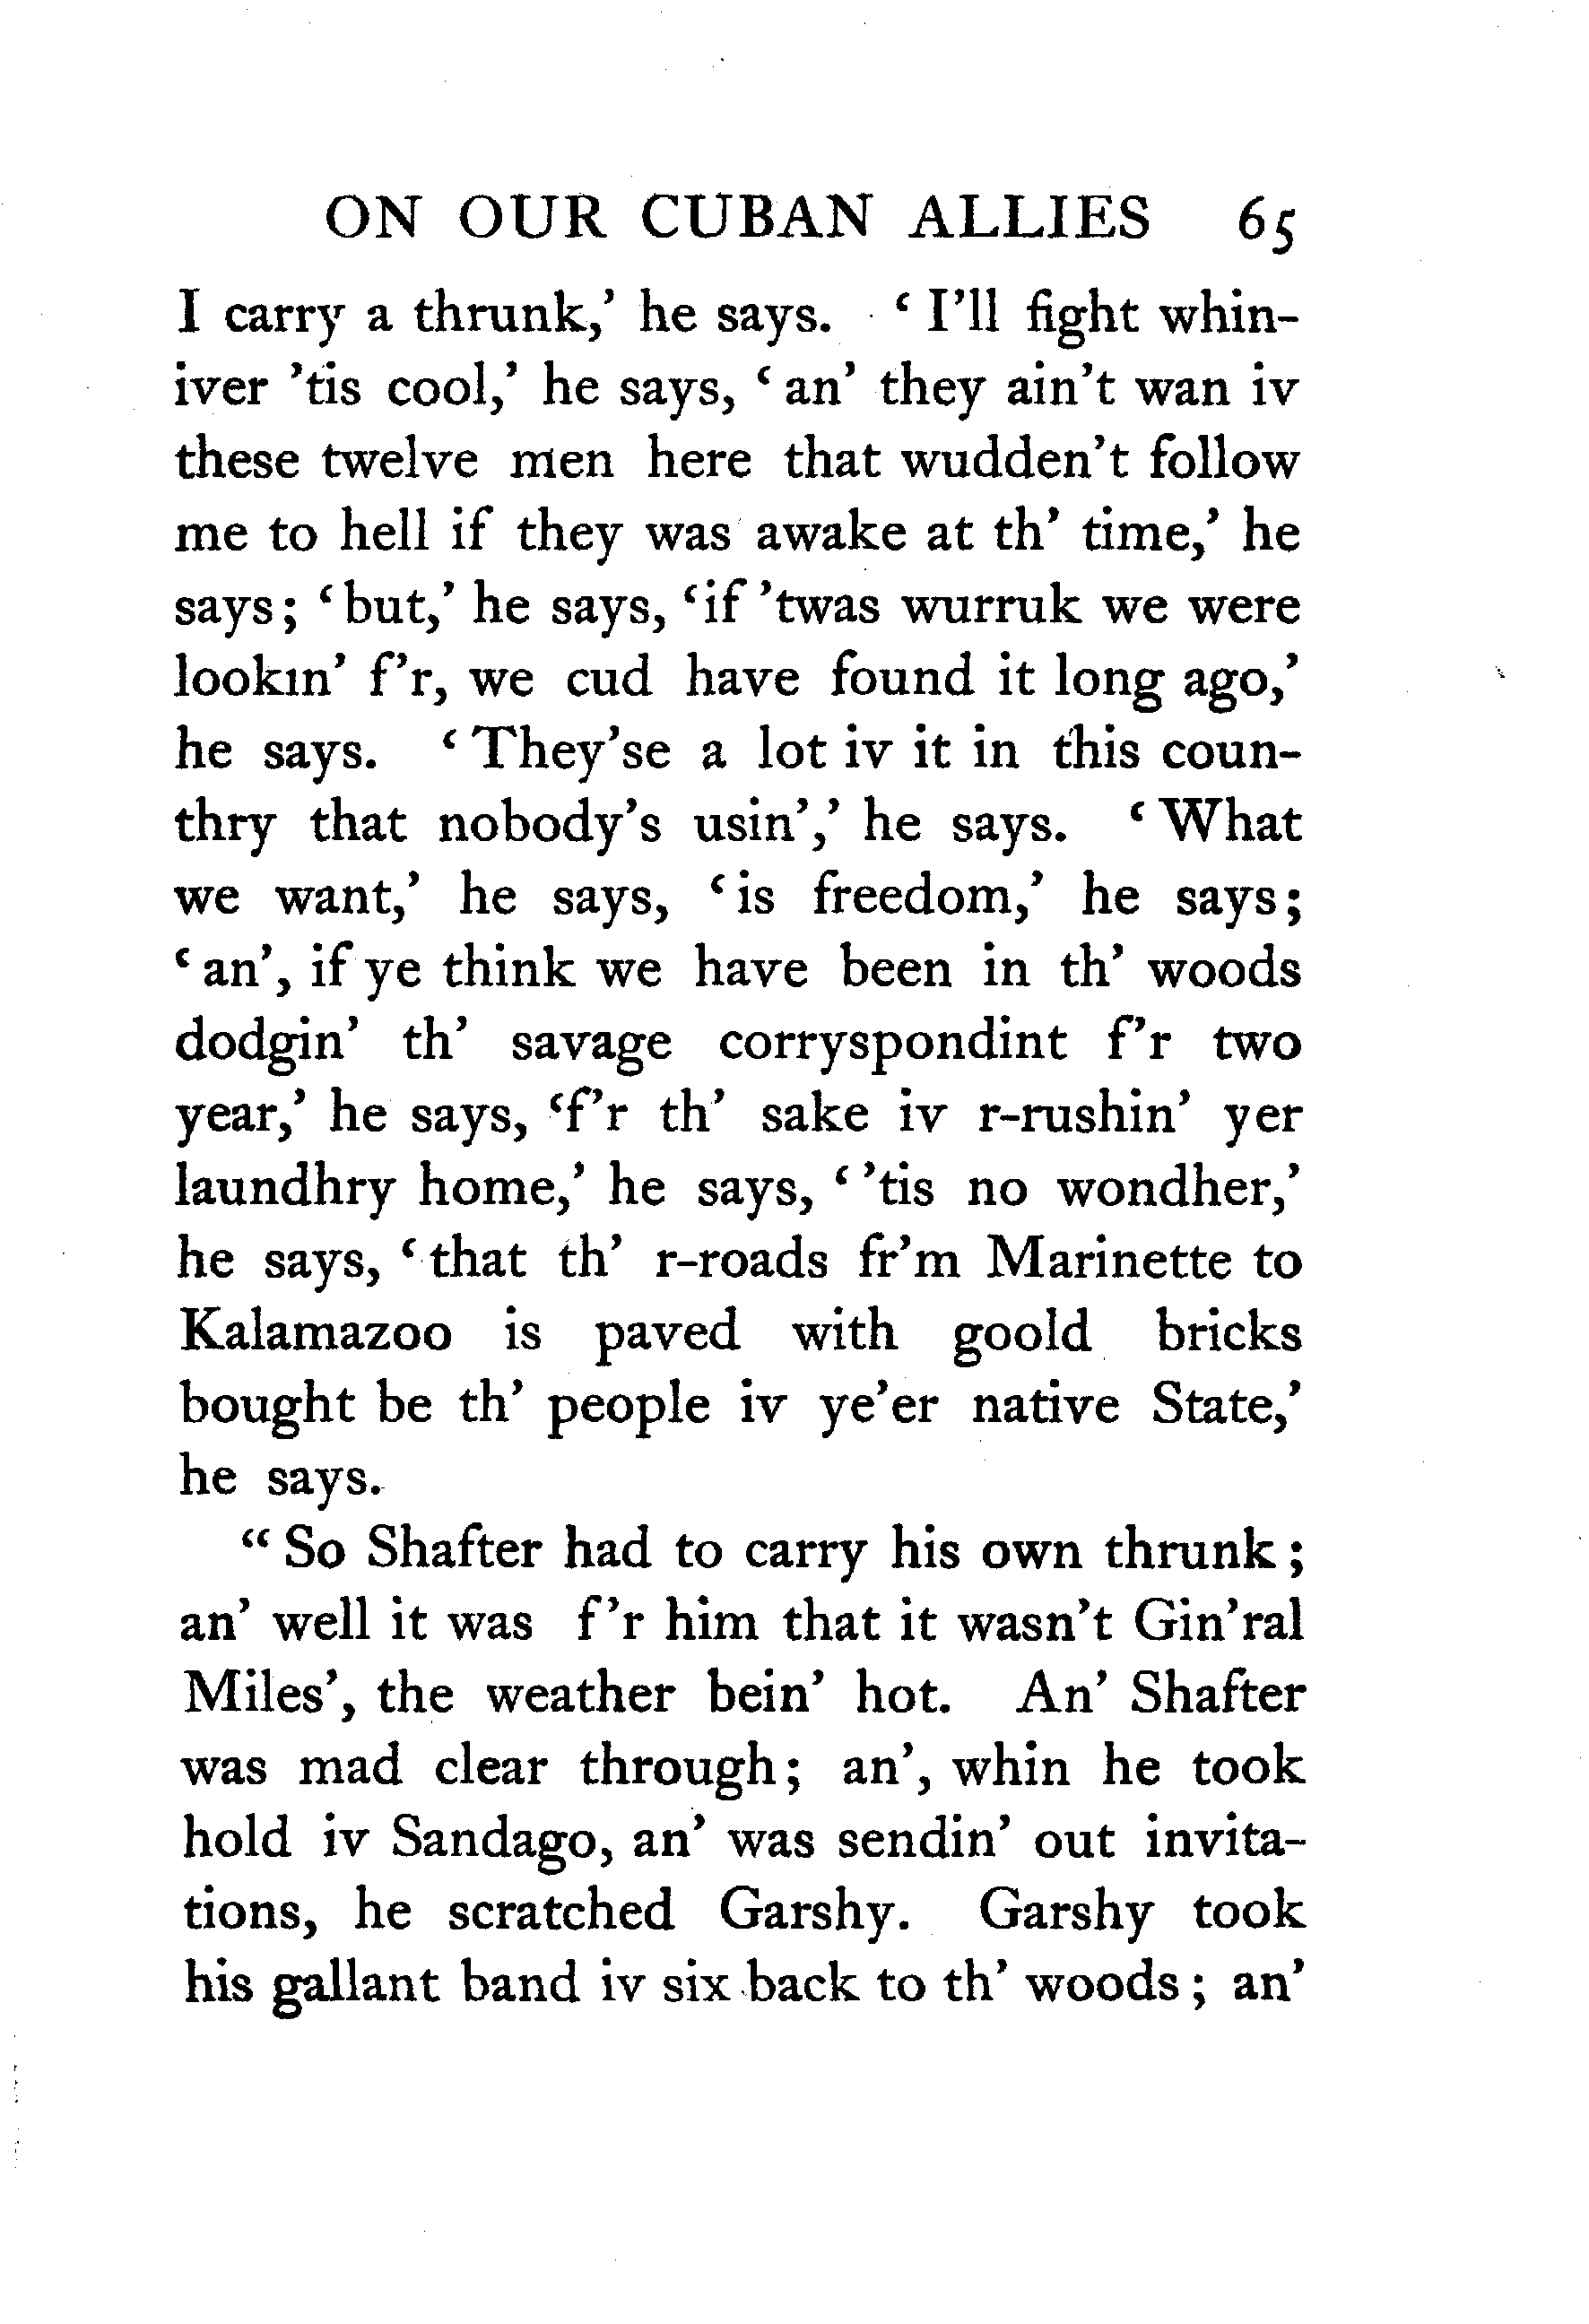 ON OUR CUBAN ALLIES 65
I carry a thrunk,’ he says. ‘ I’ll fight whin-
iver ’tis cool,’ he says, ‘ an’ they ain’t wan iv
these twelve men here that wudden’t follow
me to hell if they was awake at th’ time,’ he
says; ‘ but,’ he says, ‘if ’twas wurruk we were
lookin’ f’r, we cud have found it long ago,’
he says. ‘ They’se a lot iv it in this coun-
thry that nobody’s usin’,’ he says. ‘ What
we want,’ he says, ‘ is freedom,’ he says;
‘ an’, if ye think we have been in th’ woods
dodgin’ th’ savage corryspondint f’r two
year,’ he says, ‘f’r th’ sake iv r-rushin’ yer
laundhry home,’ he says, ‘ ’tis no wondher,’
he says, ‘ that th’ r-roads fr’m Marinette to
Kalamazoo is paved with goold bricks
bought be th’ people iv ye’er native State,’
he says.
“ So Shafter had to carry his own thrunk;
an’ well it was f’r him that it wasn’t Gin’ral
Miles’, the weather bein’ hot. An’ Shafter
was mad clear through; an’, whin he took
hold iv Sandago, an’ was sendin’ out invita-
tions, he scratched Garshy. Garshy took
his gallant band iv six back to th’ woods; an’